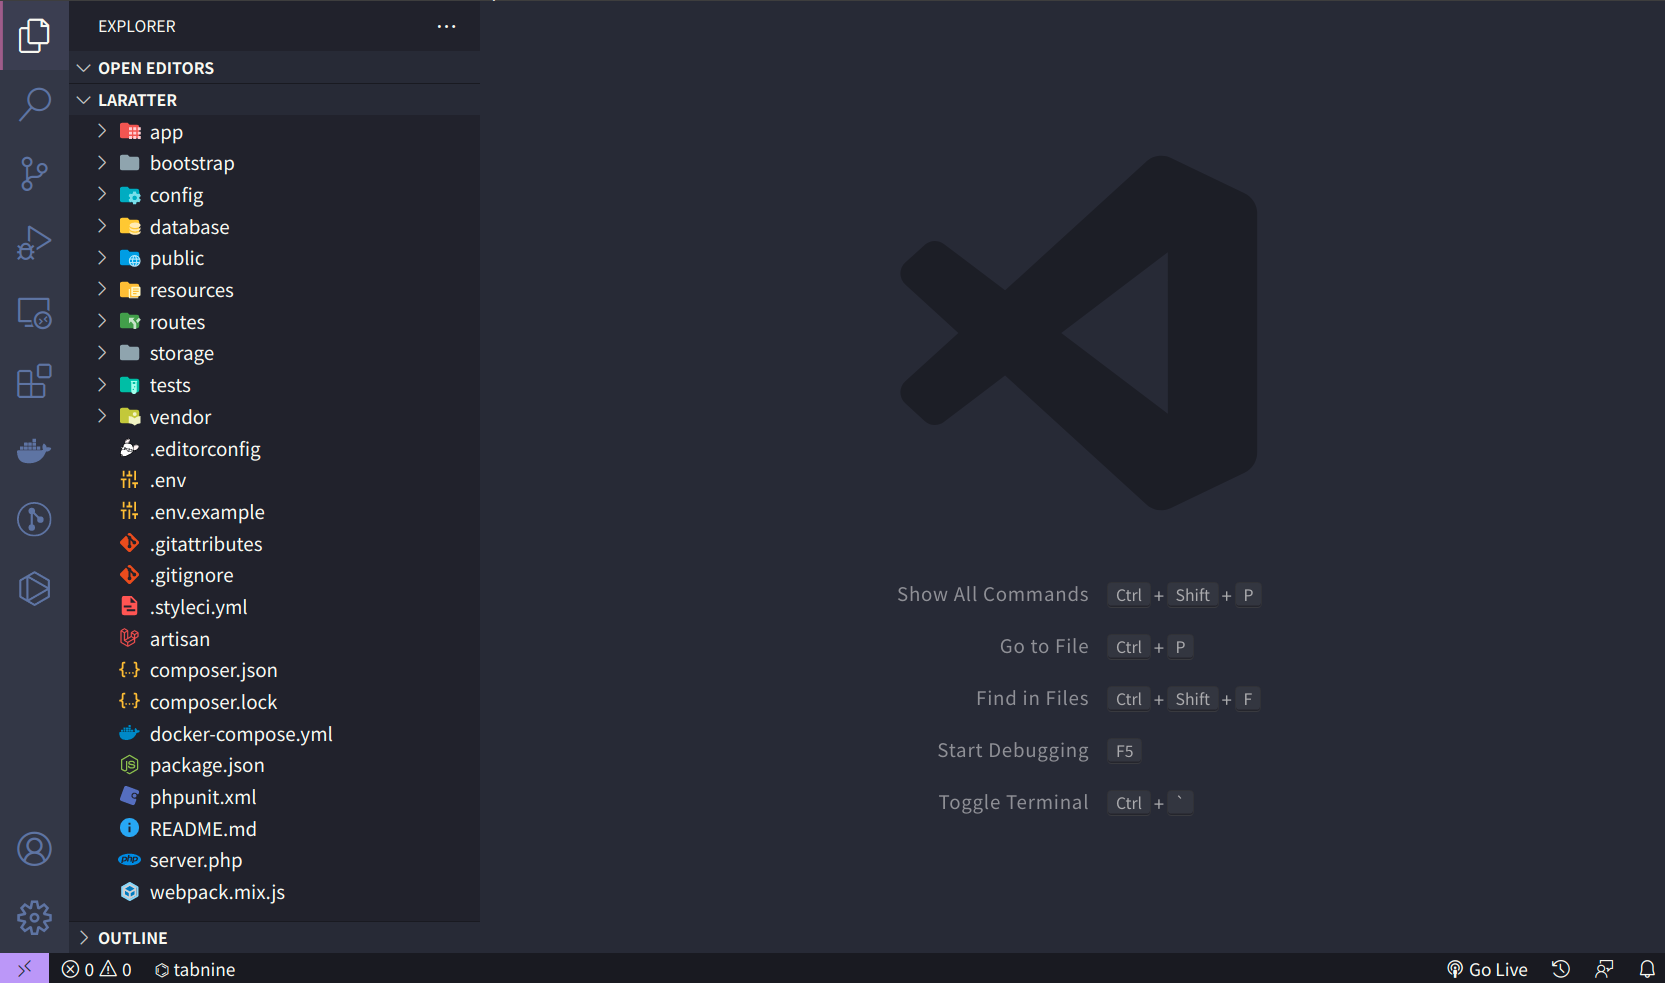 EXPLORER
OPEN EDITORS
LARATTER
app
bootstrap
config
database
public
resources
routes
storage
tests
vendor
.editorconfig
.env
.env.example
.gitattributes
.gitignore
.styleci.yml
artisan
composer.json
composer.lock
docker-compose.yml
package.json
phpunit.xml
README.md
server.php
webpack.mix.js
OUTLINE
Show All Commands Ctrl + Shift + P
Go to File Ctrl + P
Find in Files Ctrl + Shift + F
Start Debugging F5
Toggle Terminal Ctrl + `
0 0 tabnine Go Live